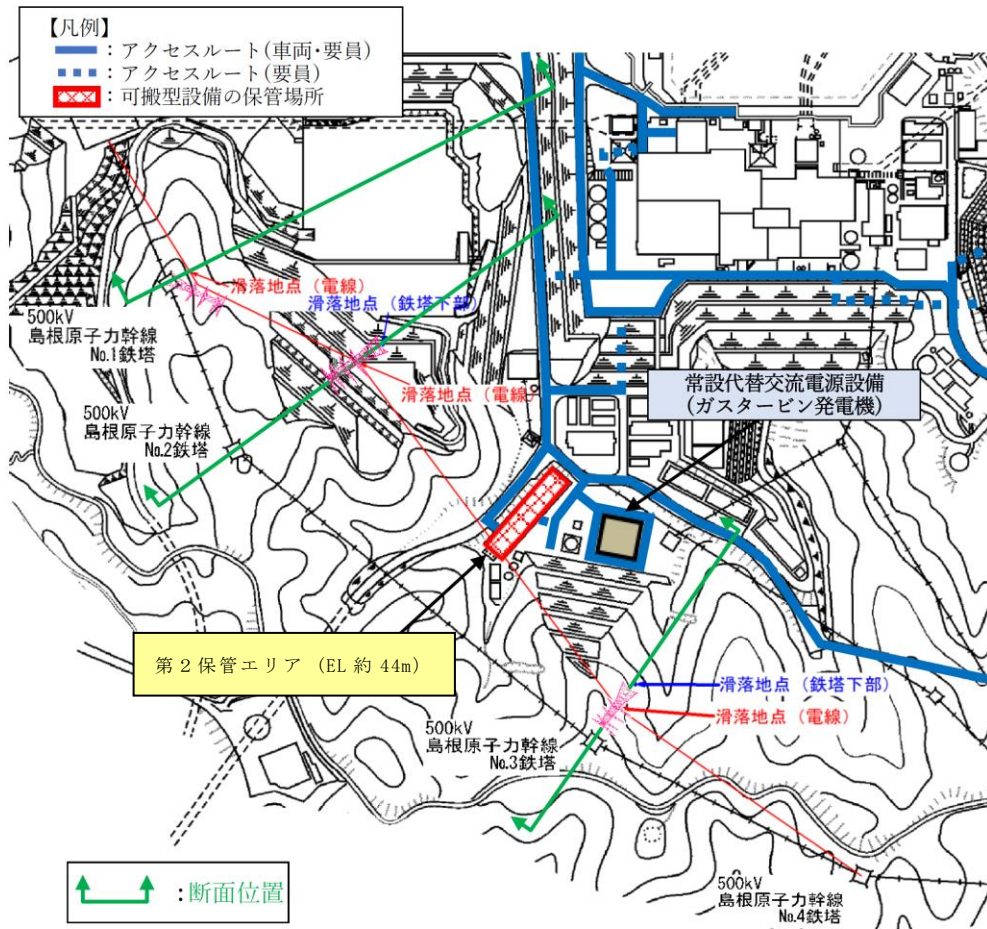 【凡例】
：アクセスルート(車両・要員)
：アクセスルート(要員)
：可搬型設備の保管場所
滑落地点（電線）
滑落地点（鉄塔下部）
500kV
島根原子力幹線
No.1鉄塔
滑落地点（電線
常設代替交流電源設備
(ガスタービン発電機)
500kV
島根原子力幹線
No.2鉄塔
第２保管エリア（EL 約 44m）
滑落地点（鉄塔下部）
滑落地点（電線）
500kV
島根原子力幹線
No.3鉄塔
：断面位置
500kV
島根原子力幹線
No.4鉄塔